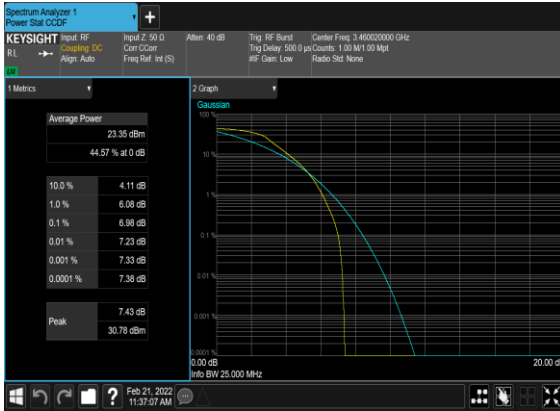 Spectrum Analyzer 1
Power Stat CCDF
KEYSIGHT
RL
Input: RF
Coupling: DC
Align: Auto
Input Z: 50 Ω
Corr CCorr
Freq Ref: Int (S)
Atten: 40 dB
Trig: RF Burst
Trig Delay: 500.0 µs
#IF Gain: Low
Center Freq: 3.460020000 GHz
Counts: 1.00 M/1.00 Mpt
Radio Std: None
1 Metrics
Average Power
23.35 dBm
44.57 % at 0 dB
10.0 % 4.11 dB
1.0 % 6.08 dB
0.1 % 6.98 dB
0.01 % 7.23 dB
0.001 % 7.33 dB
0.0001 % 7.38 dB
Peak
7.43 dB
30.78 dBm
2 Graph
Gaussian
100 %
10 %
1 %
0.1 %
0.01 %
0.001 %
0.0001 %
0.00 dB
20.00 d
Info BW 25.000 MHz
Feb 21, 2022
11:37:07 AM